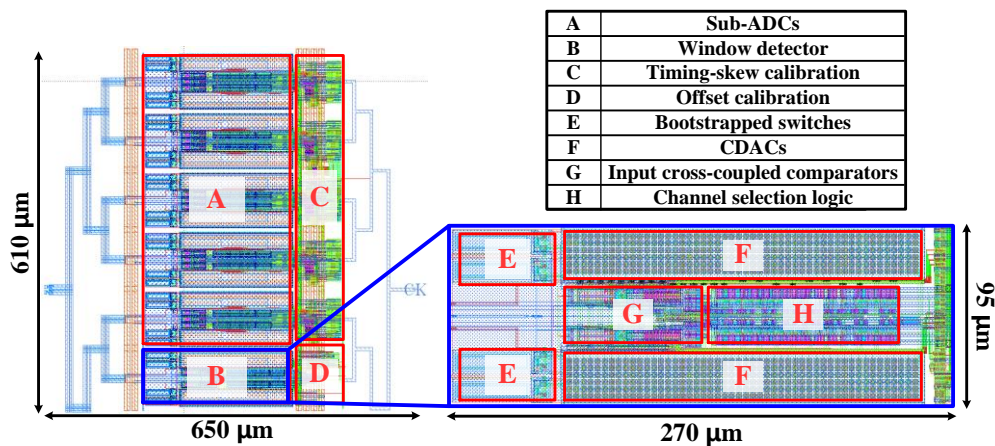 A Sub-ADCs
B Window detector
C Timing-skew calibration
D Offset calibration
E Bootstrapped switches
F CDACs
G Input cross-coupled comparators
H Channel selection logic
610 μm
A
C
CK
B
D
650 μm
E
F
G
H
E
F
95 μm
270 μm